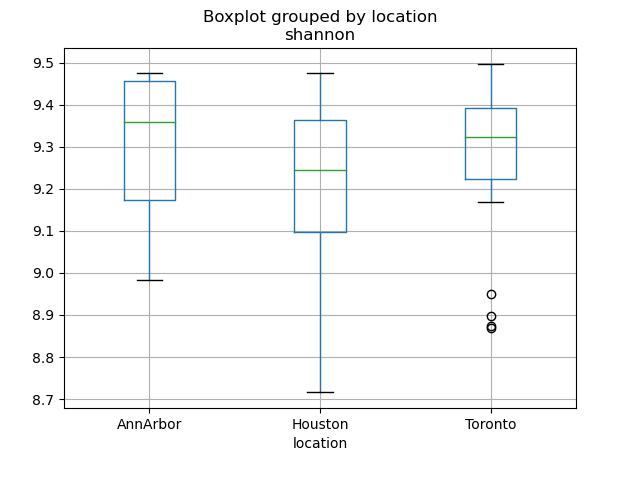 Boxplot grouped by location
shannon
9.5
9.4
9.3
9.2
9.1
9.0
8.9
8.8
8.7
AnnArbor
Houston
Toronto
location